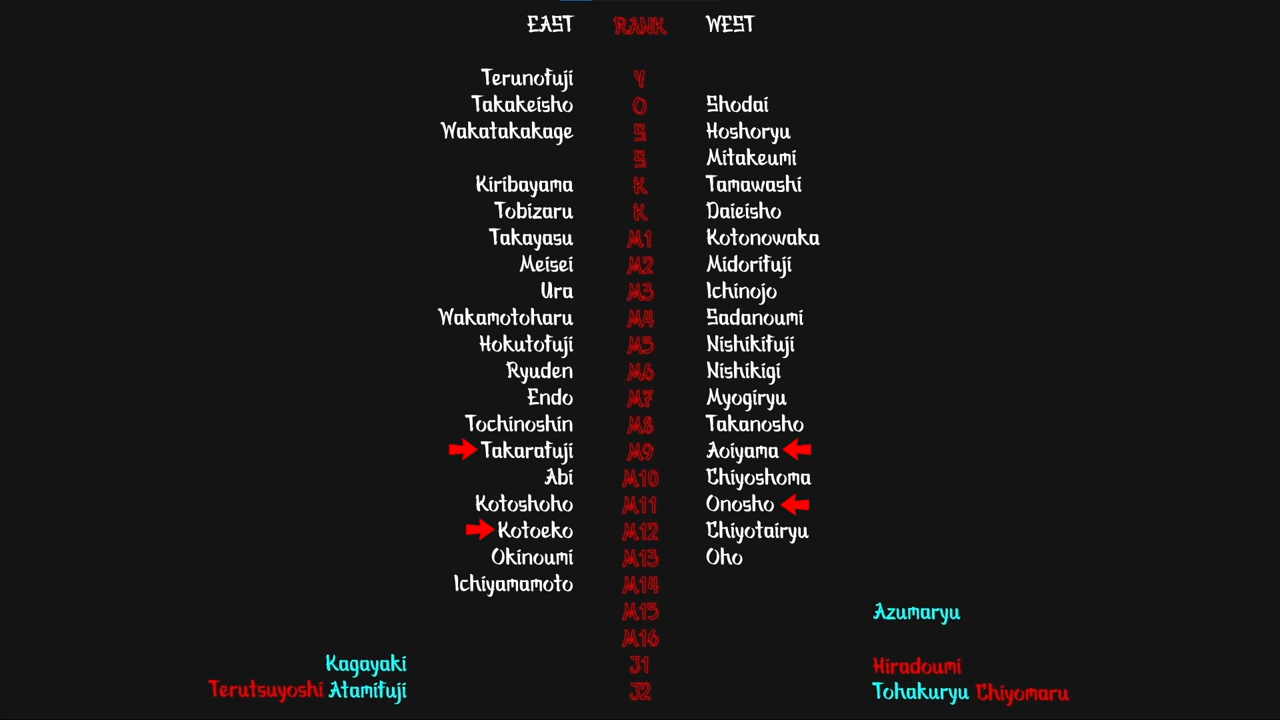 EAST RANK WEST
Terunofuji Y
Takakeisho O Shodai
Wakatakakage S Hoshoryu
S Mitakeumi
Kiribayama K Tamawashi
Tobizaru K Daieisho
Takayasu M1 Kotonowaka
Meisei M2 Midorifuji
Ura M3 Ichinojo
Wakamotoharu M4 Sadanoumi
Hokutofuji M5 Nishikifuji
Ryuden M6 Nishikigi
Endo M7 Myogiryu
Tochinoshin M8 Takanosho
Takarafuji M9 Aoiyama
Abi M10 Chiyoshoma
Kotoshoho M11 Onosho
Kotoeko M12 Chiyotairyu
Okinoumi M13 Oho
Ichiyamamoto M14
M15 Azumaryu
M16
Kagayaki J1 Hiradoumi
Terutsuyoshi Atamifuji J2 Tohakuryu Chiyomaru